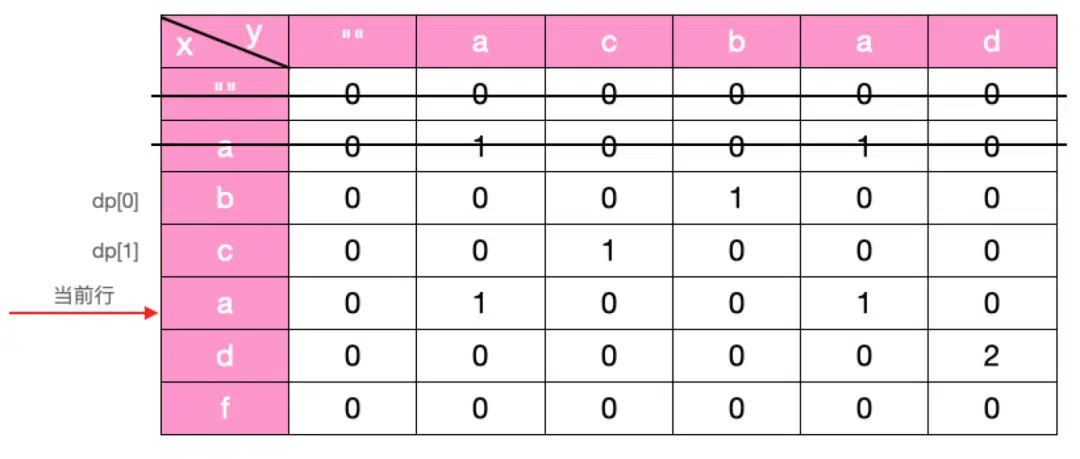 x y "" a c b a d
"" 0 0 0 0 0 0
a 0 1 0 0 1 0
dp[0] b 0 0 0 1 0 0
dp[1] c 0 0 1 0 0 0
当前行 a 0 1 0 0 1 0
d 0 0 0 0 0 2
f 0 0 0 0 0 0